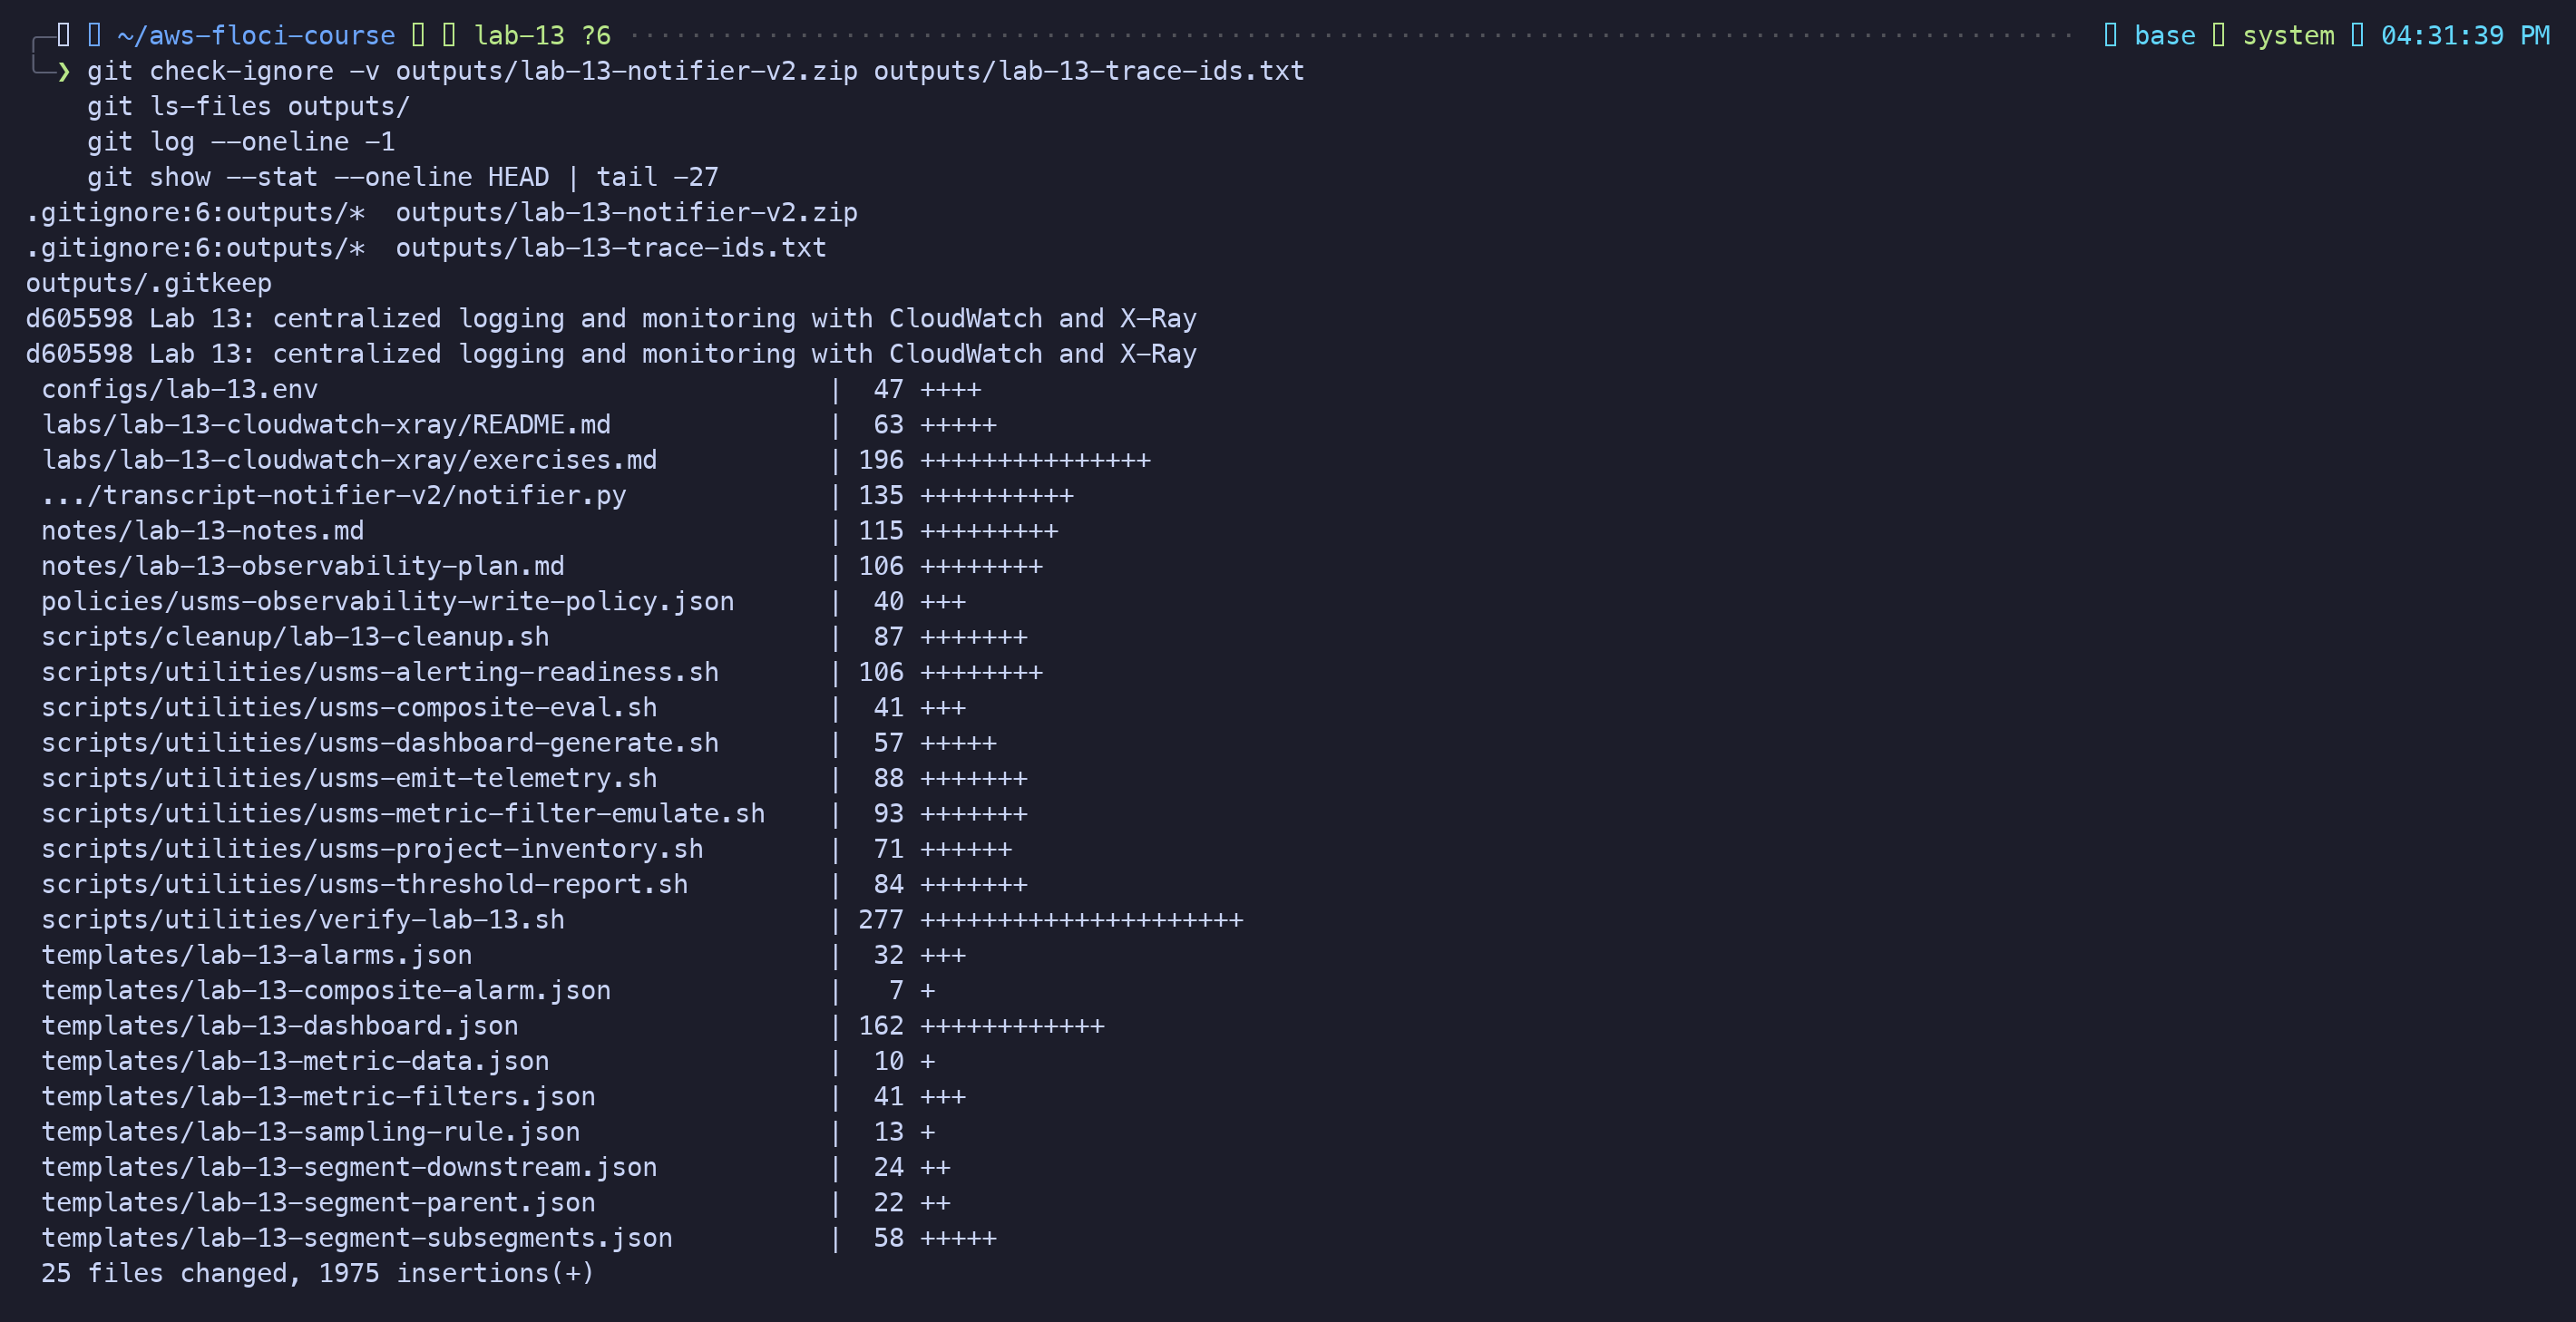 ~/aws-floci-course lab-13 ?6 base system 04:31:39 PM
❯ git check-ignore -v outputs/lab-13-notifier-v2.zip outputs/lab-13-trace-ids.txt
git ls-files outputs/
git log --oneline -1
git show --stat --oneline HEAD | tail -27
.gitignore:6:outputs/*  outputs/lab-13-notifier-v2.zip
.gitignore:6:outputs/*  outputs/lab-13-trace-ids.txt
outputs/.gitkeep
d605598 Lab 13: centralized logging and monitoring with CloudWatch and X-Ray
d605598 Lab 13: centralized logging and monitoring with CloudWatch and X-Ray
configs/lab-13.env | 47 ++++
labs/lab-13-cloudwatch-xray/README.md | 63 +++++
labs/lab-13-cloudwatch-xray/exercises.md | 196 +++++++++++++++
.../transcript-notifier-v2/notifier.py | 135 ++++++++++
notes/lab-13-notes.md | 115 +++++++++
notes/lab-13-observability-plan.md | 106 ++++++++
policies/usms-observability-write-policy.json | 40 +++
scripts/cleanup/lab-13-cleanup.sh | 87 +++++++
scripts/utilities/usms-alerting-readiness.sh | 106 ++++++++
scripts/utilities/usms-composite-eval.sh | 41 +++
scripts/utilities/usms-dashboard-generate.sh | 57 +++++
scripts/utilities/usms-emit-telemetry.sh | 88 +++++++
scripts/utilities/usms-metric-filter-emulate.sh | 93 +++++++
scripts/utilities/usms-project-inventory.sh | 71 ++++++
scripts/utilities/usms-threshold-report.sh | 84 +++++++
scripts/utilities/verify-lab-13.sh | 277 +++++++++++++++++++++
templates/lab-13-alarms.json | 32 +++
templates/lab-13-composite-alarm.json | 7 +
templates/lab-13-dashboard.json | 162 ++++++++++++
templates/lab-13-metric-data.json | 10 +
templates/lab-13-metric-filters.json | 41 +++
templates/lab-13-sampling-rule.json | 13 +
templates/lab-13-segment-downstream.json | 24 ++
templates/lab-13-segment-parent.json | 22 ++
templates/lab-13-segment-subsegments.json | 58 +++++
25 files changed, 1975 insertions(+)